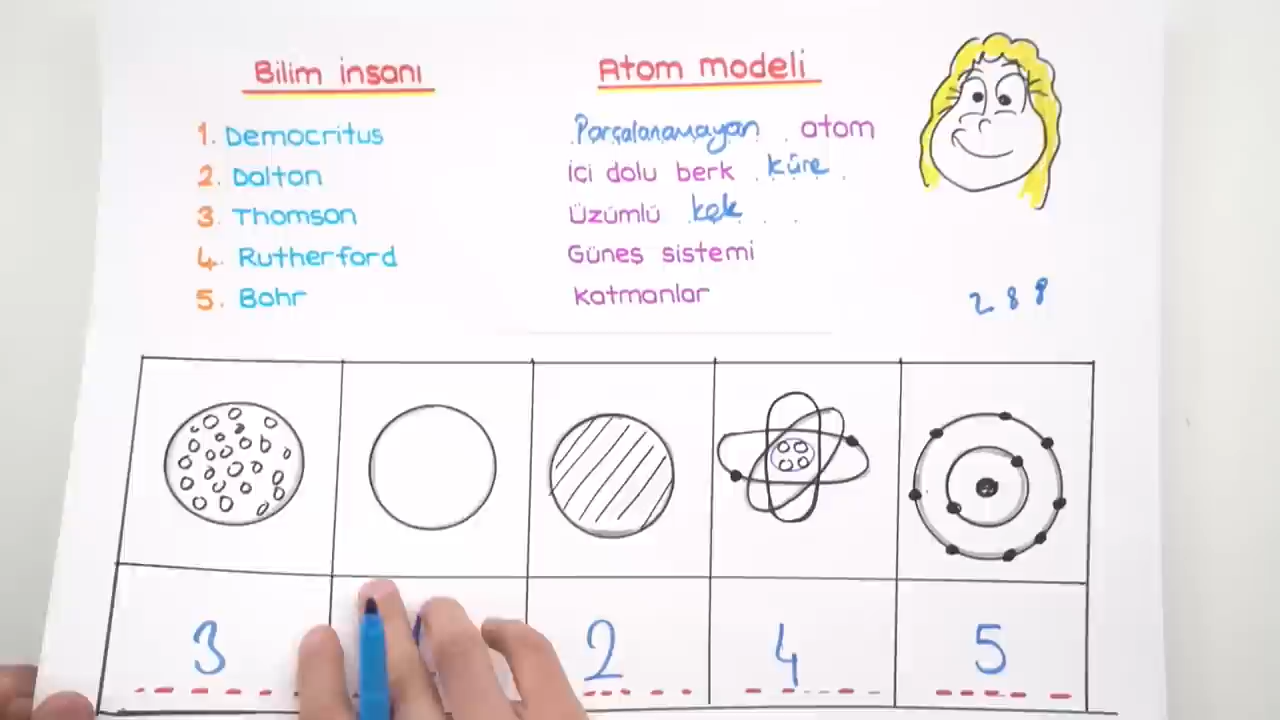 Bilim insanı
Atom modeli
1. Democritus
Parçalanamayan atom
2. Dalton
İçi dolu berk küre
3. Thomson
Üzümlü kek
4. Rutherford
Güneş sistemi
5. Bohr
Katmanlar
2 8 8
3
2
4
5